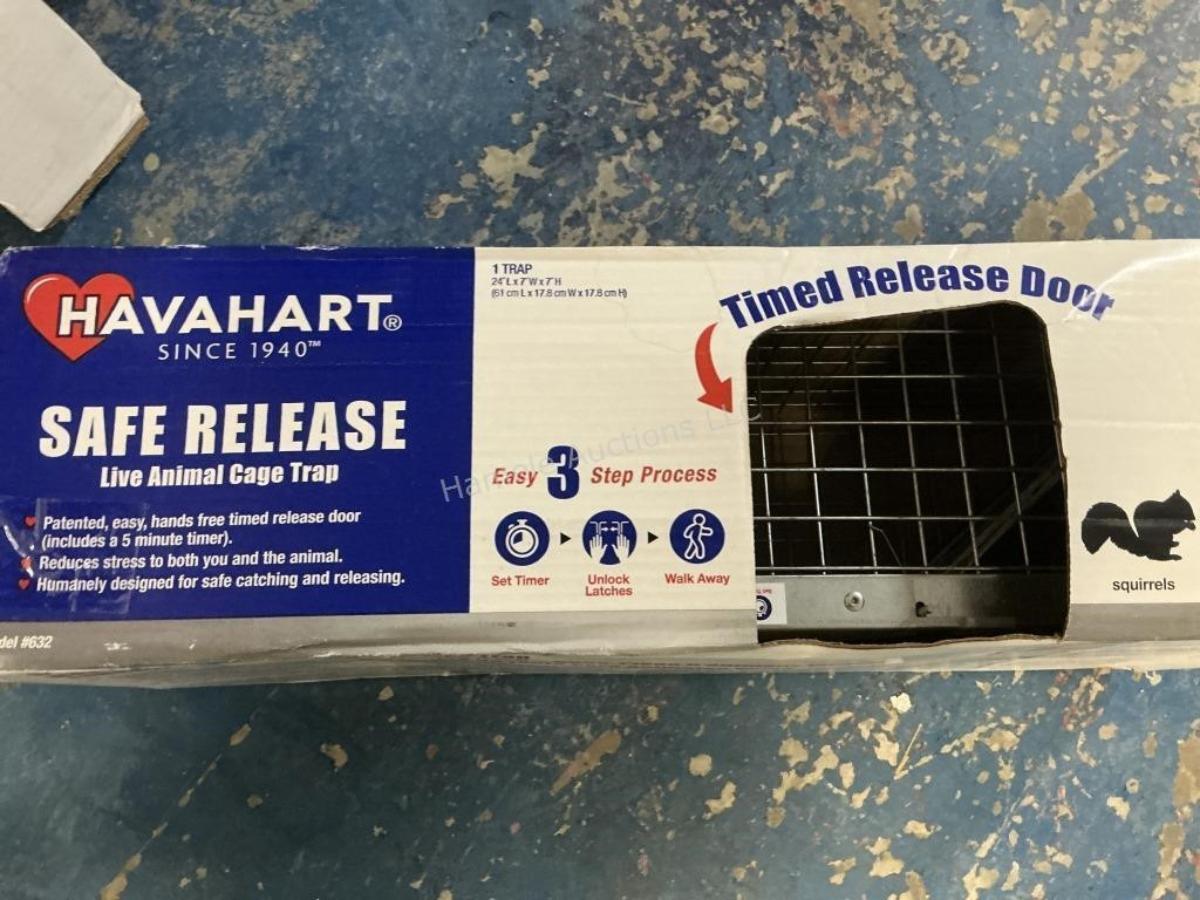 HAVAHART®
SINCE 1940™
SAFE RELEASE
Live Animal Cage Trap
Patented, easy, hands free timed release door
(includes a 5 minute timer).
Reduces stress to both you and the animal.
Humanely designed for safe catching and releasing.
del #632
1 TRAP
24"L x 7"W x 7"H
(61 cm L x 17.8 cm W x 17.8 cm H)
Easy 3 Step Process
Set Timer
Unlock
Latches
Walk Away
Timed Release Door
squirrels
Auctions LLC